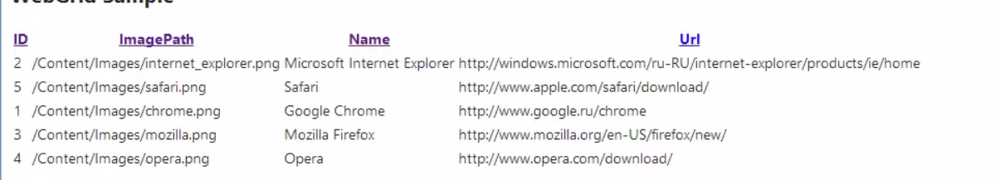 WebGrid Sample
ID ImagePath Name Url
2 /Content/Images/internet_explorer.png Microsoft Internet Explorer http://windows.microsoft.com/ru-RU/internet-explorer/products/ie/home
5 /Content/Images/safari.png Safari http://www.apple.com/safari/download/
1 /Content/Images/chrome.png Google Chrome http://www.google.ru/chrome
3 /Content/Images/mozilla.png Mozilla Firefox http://www.mozilla.org/en-US/firefox/new/
4 /Content/Images/opera.png Opera http://www.opera.com/download/